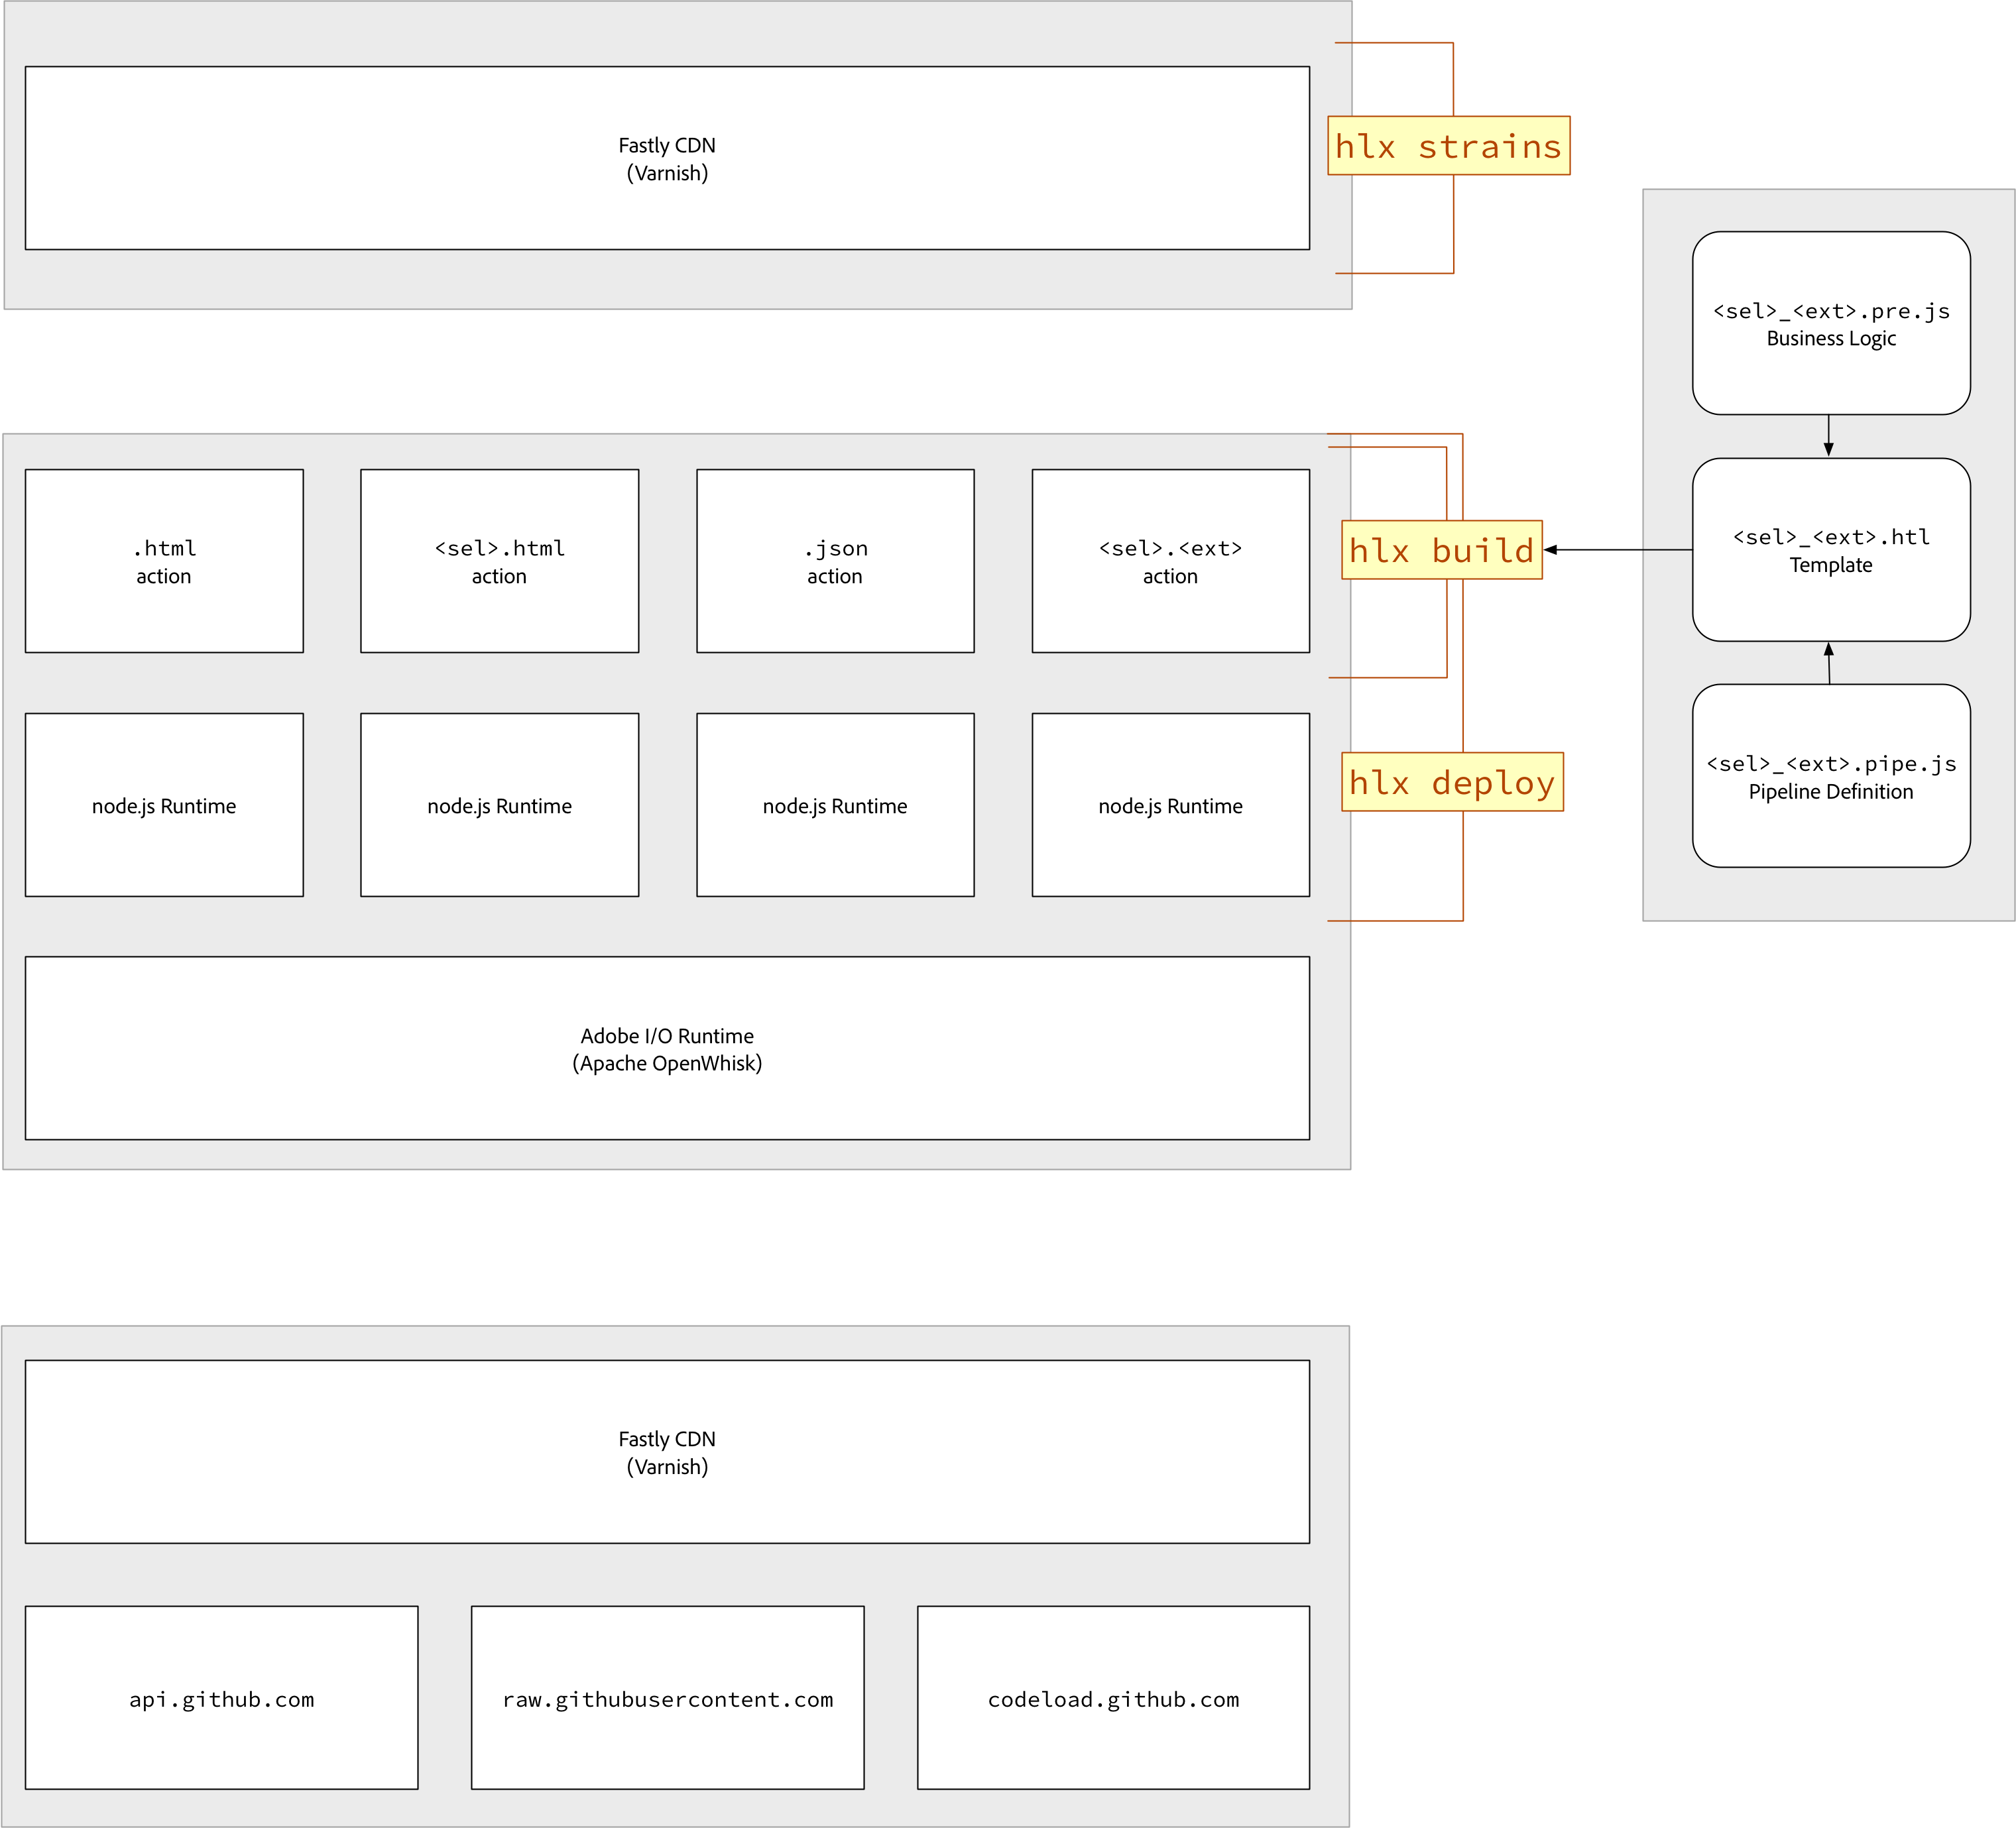 Fastly CDN
(Varnish)
hlx strains
<sel>_<ext>.pre.js
Business Logic
.html
action
<sel>.html
action
.json
action
<sel>.<ext>
action
hlx build
<sel>_<ext>.htl
Template
node.js Runtime
node.js Runtime
node.js Runtime
node.js Runtime
hlx deploy
<sel>_<ext>.pipe.js
Pipeline Definition
Adobe I/O Runtime
(Apache OpenWhisk)
Fastly CDN
(Varnish)
api.github.com
raw.githubusercontent.com
codeload.github.com